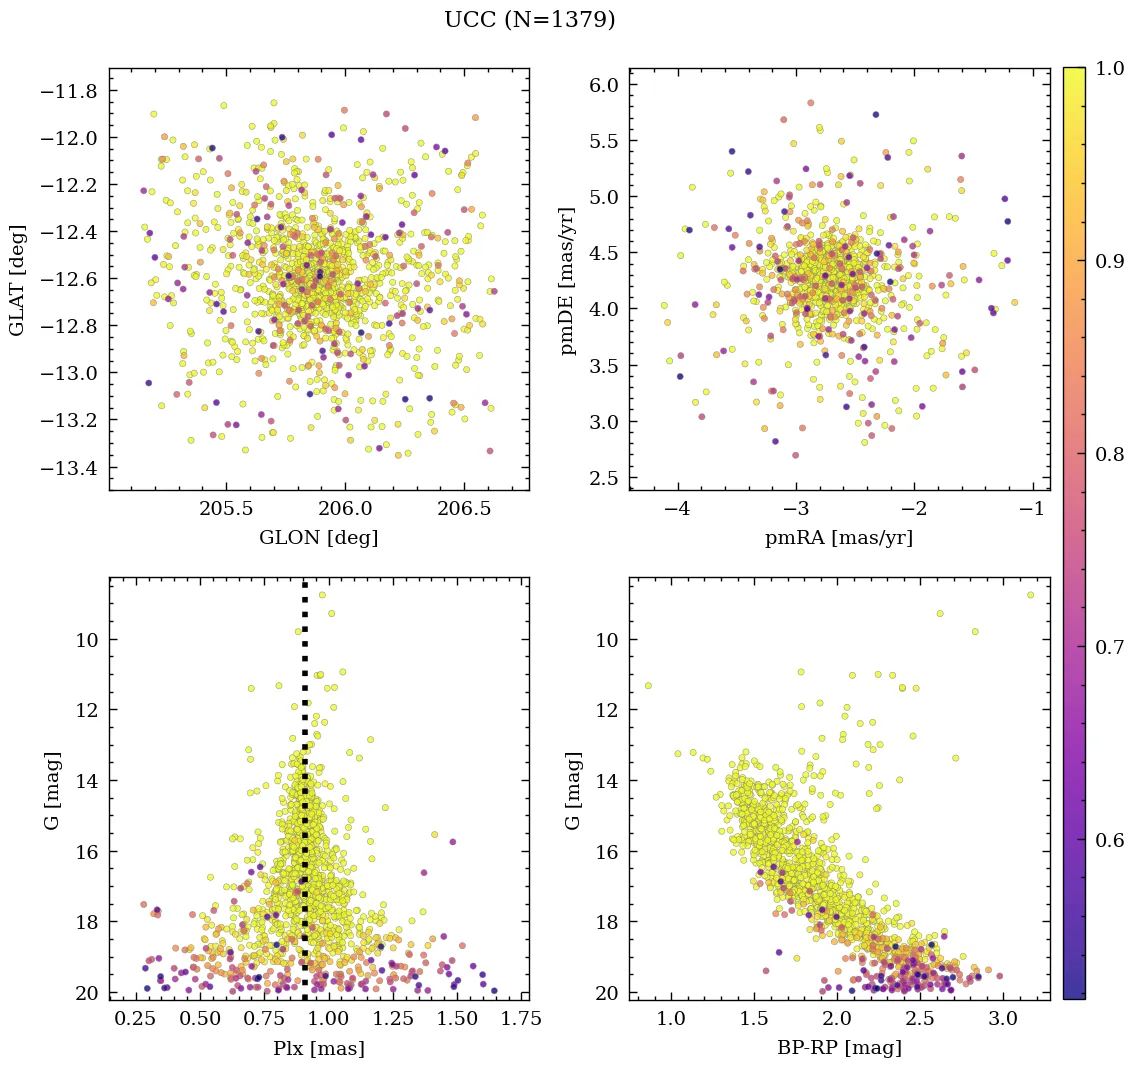 UCC (N=1379)
−11.8
−12.0
−12.2
−12.4
−12.6
−12.8
−13.0
−13.2
−13.4
GLAT [deg]
205.5 206.0 206.5
GLON [deg]
6.0
5.5
5.0
4.5
4.0
3.5
3.0
2.5
pmDE [mas/yr]
−4 −3 −2 −1
pmRA [mas/yr]
1.0
0.9
0.8
0.7
0.6
10
12
14
16
18
20
G [mag]
0.25 0.50 0.75 1.00 1.25 1.50 1.75
Plx [mas]
10
12
14
16
18
20
G [mag]
1.0 1.5 2.0 2.5 3.0
BP-RP [mag]